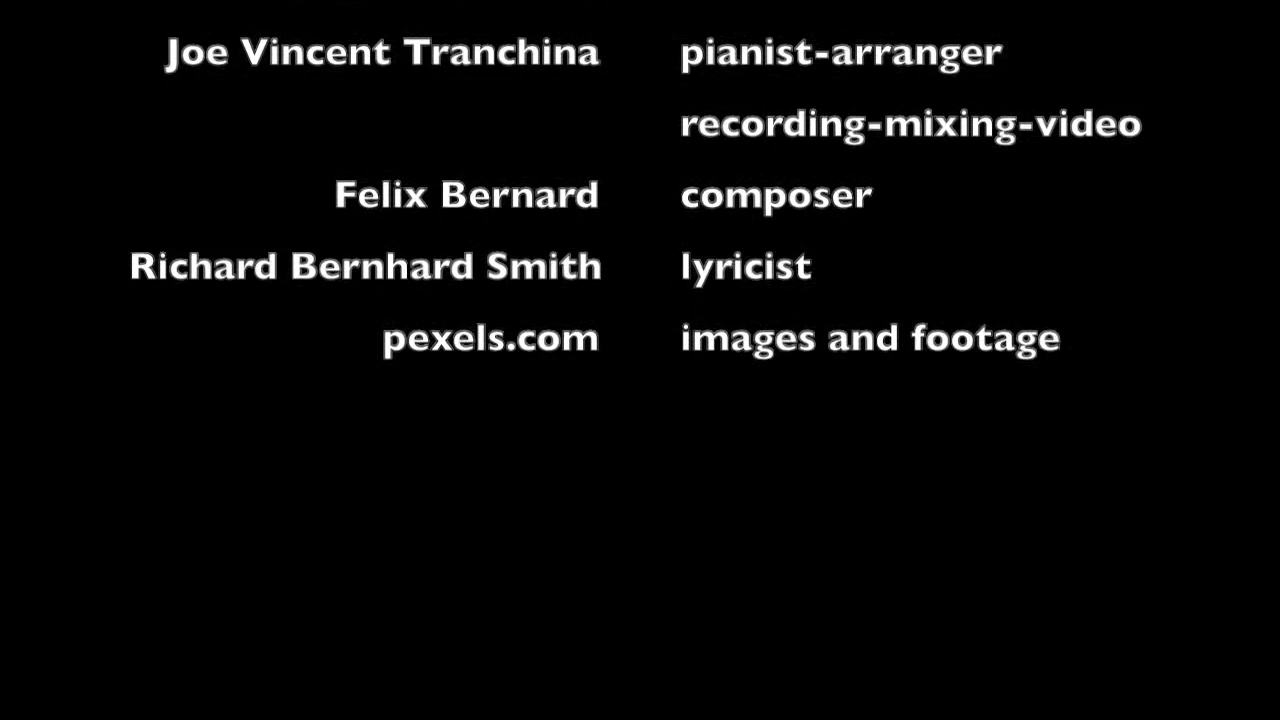 Joe Vincent Tranchina pianist-arranger
recording-mixing-video
Felix Bernard composer
Richard Bernhard Smith lyricist
pexels.com images and footage